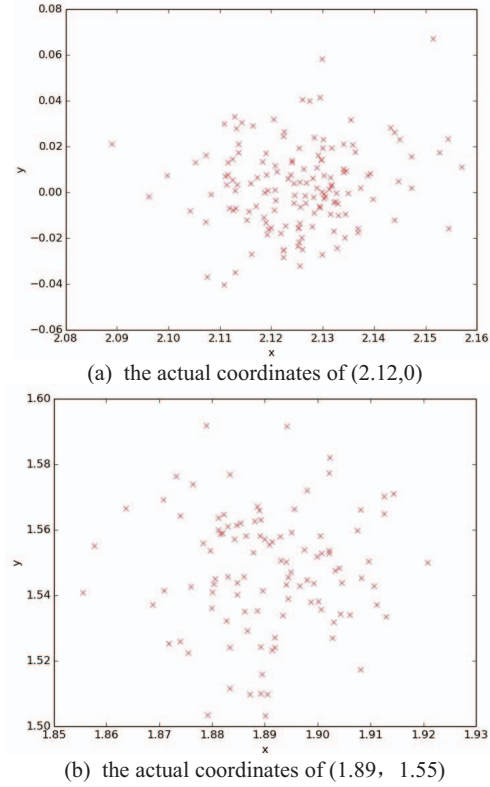 0.08
0.06
0.04
0.02
0.00
−0.02
−0.04
−0.06
y
2.08 2.09 2.10 2.11 2.12 2.13 2.14 2.15 2.16
x
(a) the actual coordinates of (2.12,0)
1.60
1.58
1.56
1.54
1.52
1.50
y
1.85 1.86 1.87 1.88 1.89 1.90 1.91 1.92 1.93
x
(b) the actual coordinates of (1.89， 1.55)